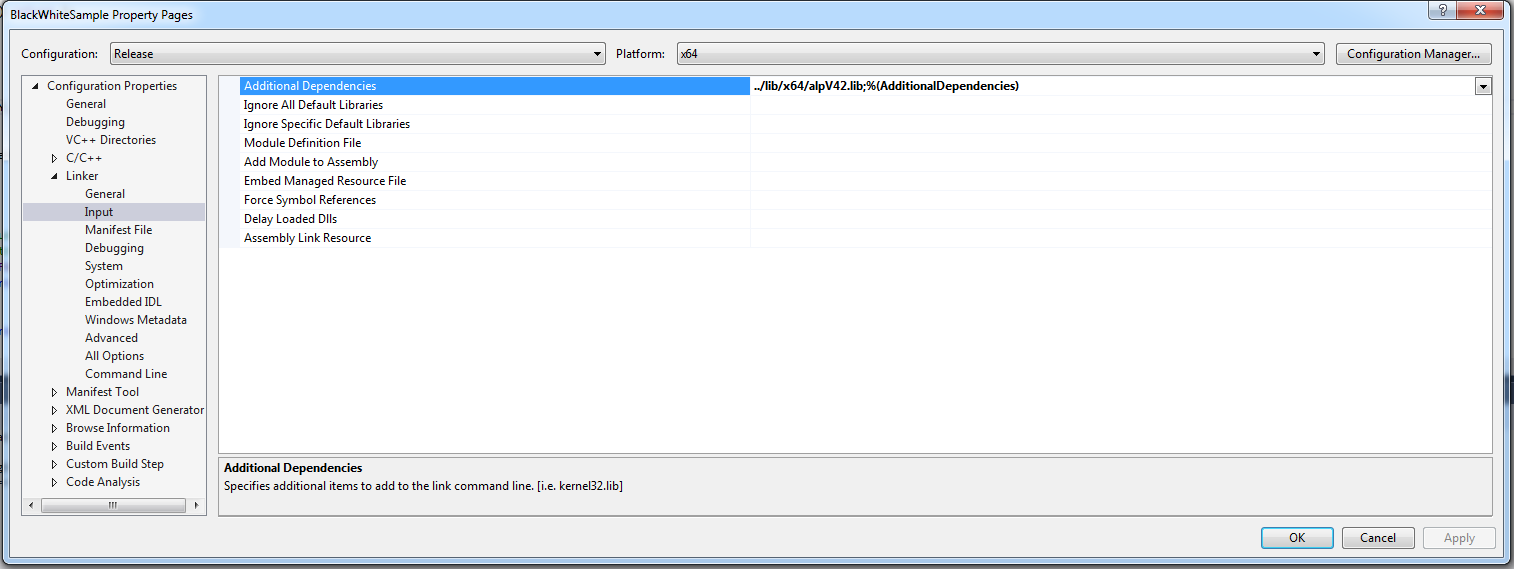 BlackWhiteSample Property Pages
Configuration: Release Platform: x64 Configuration Manager...
Configuration Properties
General
Debugging
VC++ Directories
C/C++
Linker
General
Input
Manifest File
Debugging
System
Optimization
Embedded IDL
Windows Metadata
Advanced
All Options
Command Line
Manifest Tool
XML Document Generator
Browse Information
Build Events
Custom Build Step
Code Analysis
Additional Dependencies ../lib/x64/alpV42.lib;%(AdditionalDependencies)
Ignore All Default Libraries
Ignore Specific Default Libraries
Module Definition File
Add Module to Assembly
Embed Managed Resource File
Force Symbol References
Delay Loaded Dlls
Assembly Link Resource
Additional Dependencies
Specifies additional items to add to the link command line. [i.e. kernel32.lib]
OK Cancel Apply